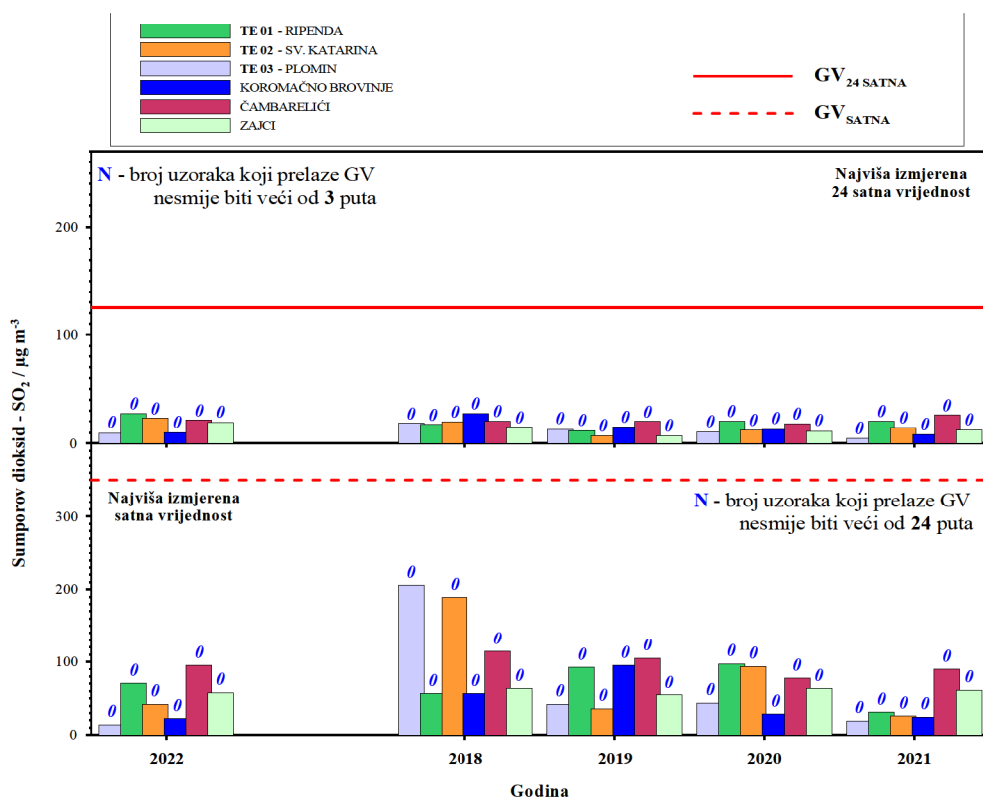 TE 01 - RIPENDA
TE 02 - SV. KATARINA
TE 03 - PLOMIN
KOROMAČNO BROVINJE
ČAMBARELIĆI
ZAJCI
GV24 SATNA
GVSATNA
N - broj uzoraka koji prelaze GV
nesmije biti veći od 3 puta
Najviša izmjerena
24 satna vrijednost
200
100
0
0 0 0 0 0 0
0 0 0 0 0 0
0 0 0 0 0 0
0 0 0 0 0 0
0 0 0 0 0 0
Sumporov dioksid - SO2 / µg m-3
Najviša izmjerena
satna vrijednost
N - broj uzoraka koji prelaze GV
nesmije biti veći od 24 puta
300
200
100
0
0 0 0 0 0 0
0 0 0 0 0 0
0 0 0 0 0 0
0 0 0 0 0 0
0 0 0 0 0 0
2022 2018 2019 2020 2021
Godina